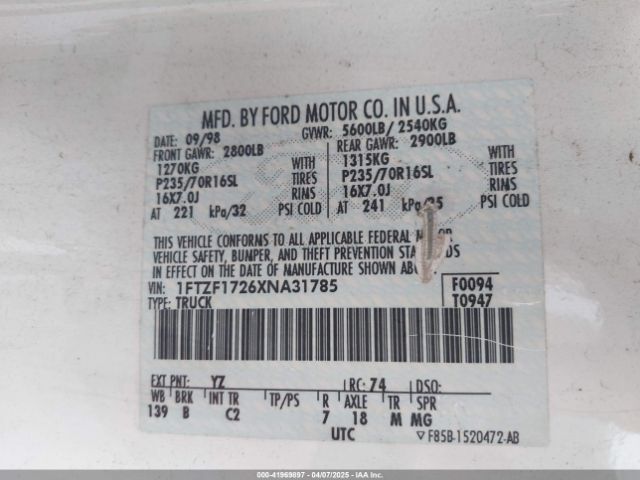 MFD. BY FORD MOTOR CO. IN U.S.A.
DATE: 09/98 GVWR: 5600LB/ 2540KG
FRONT GAWR: 2800LB REAR GAWR: 2900LB
1270KG WITH 1315KG WITH
P235/70R16SL TIRES P235/70R16SL TIRES
16X7.0J RIMS 16X7.0J RIMS
AT 221 kPa/32 PSI COLD AT 241 kPa/35 PSI COLD
THIS VEHICLE CONFORMS TO ALL APPLICABLE FEDERAL MOTOR
VEHICLE SAFETY, BUMPER, AND THEFT PREVENTION STANDARDS
IN EFFECT ON THE DATE OF MANUFACTURE SHOWN ABOVE.
VIN: 1FTZF1726XNA31785 F0094
TYPE: TRUCK T0947
EXT PNT: YZ RC: 74 DSO:
WB BRK INT TR TP/PS R AXLE TR SPR
139 B C2 7 18 M MG
UTC F85B-1520472-AB
000-41969897 04/07/2025 IAA